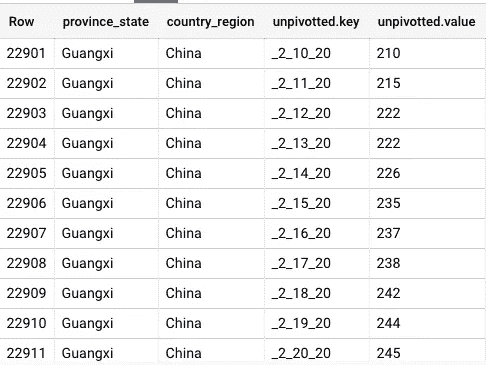 Row province_state country_region unpivotted.key unpivotted.value
22901 Guangxi China _2_10_20 210
22902 Guangxi China _2_11_20 215
22903 Guangxi China _2_12_20 222
22904 Guangxi China _2_13_20 222
22905 Guangxi China _2_14_20 226
22906 Guangxi China _2_15_20 235
22907 Guangxi China _2_16_20 237
22908 Guangxi China _2_17_20 238
22909 Guangxi China _2_18_20 242
22910 Guangxi China _2_19_20 244
22911 Guangxi China _2_20_20 245